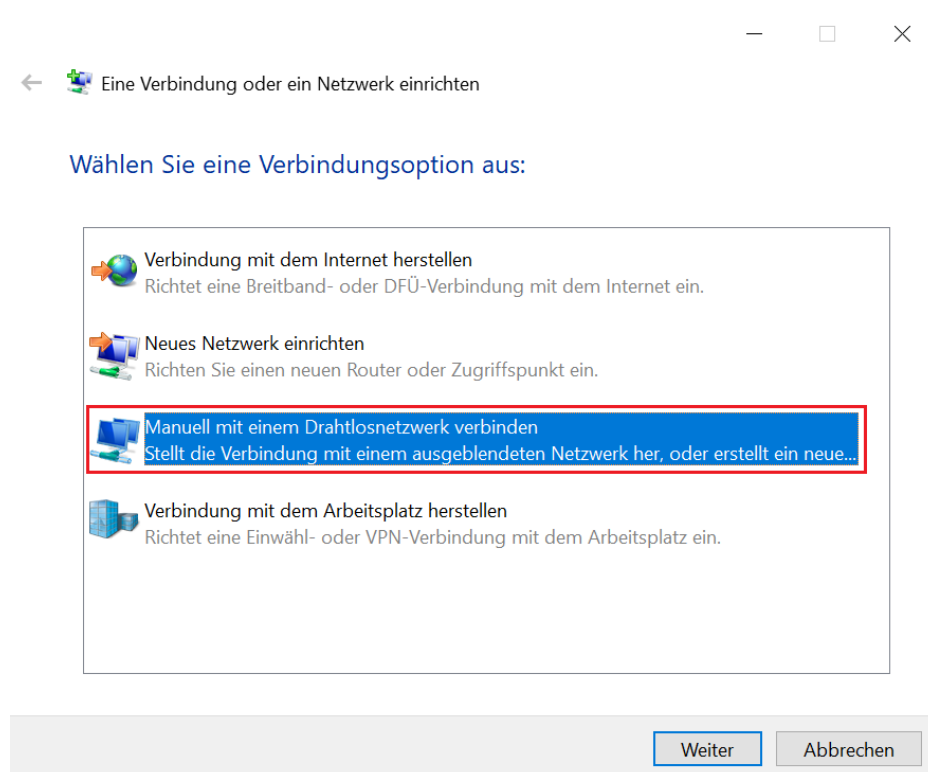 Eine Verbindung oder ein Netzwerk einrichten
Wählen Sie eine Verbindungsoption aus:
Verbindung mit dem Internet herstellen
Richtet eine Breitband- oder DFÜ-Verbindung mit dem Internet ein.
Neues Netzwerk einrichten
Richten Sie einen neuen Router oder Zugriffspunkt ein.
Manuell mit einem Drahtlosnetzwerk verbinden
Stellt die Verbindung mit einem ausgeblendeten Netzwerk her, oder erstellt ein neue...
Verbindung mit dem Arbeitsplatz herstellen
Richtet eine Einwähl- oder VPN-Verbindung mit dem Arbeitsplatz ein.
Weiter Abbrechen